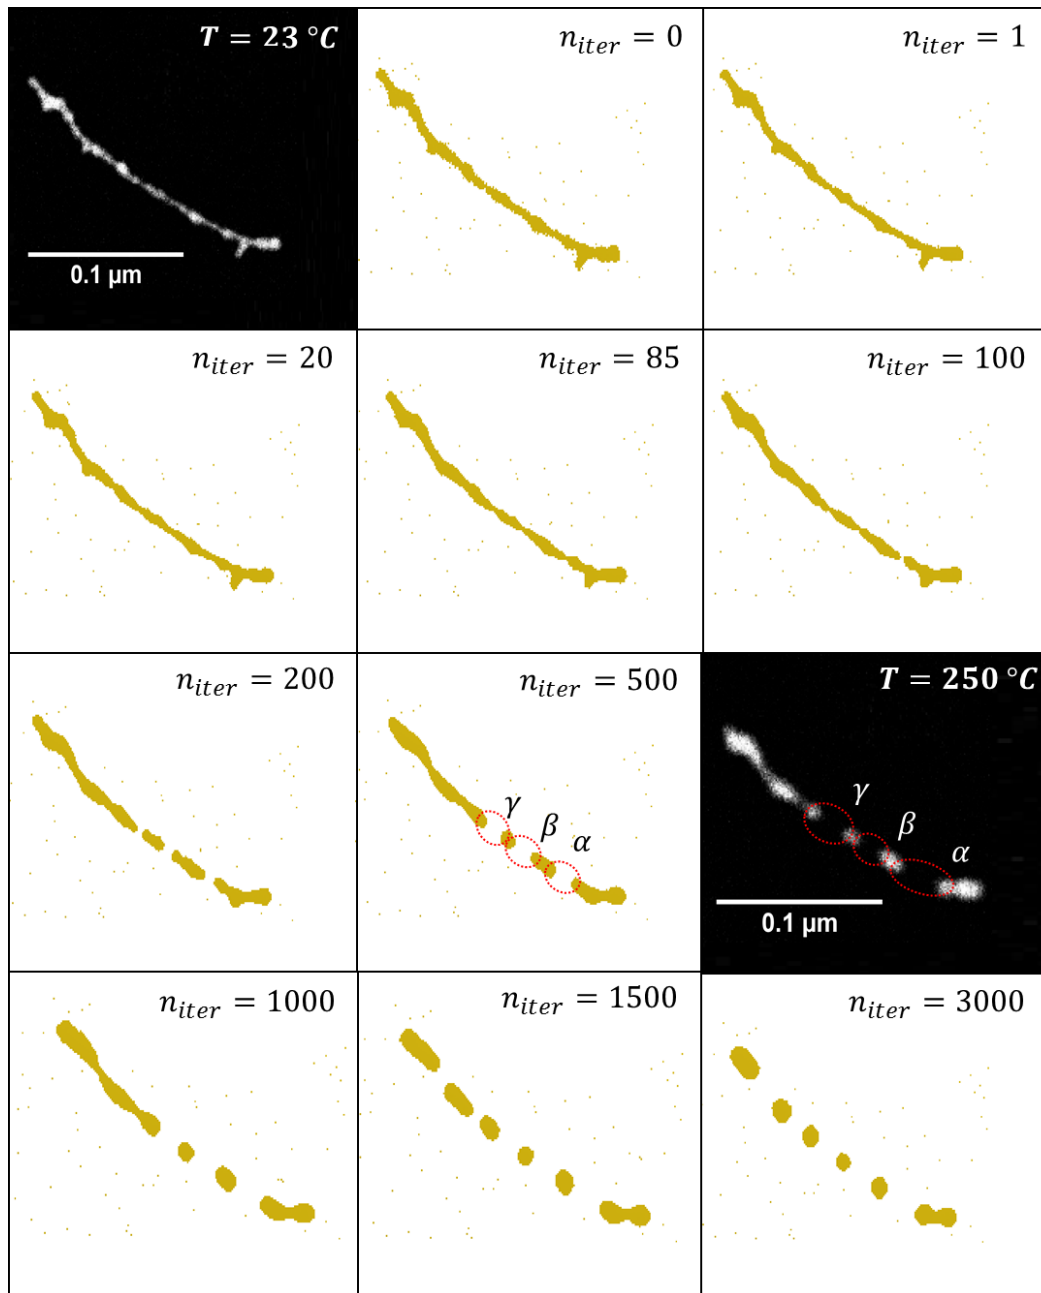 T = 23 °C
n_iter = 0
n_iter = 1
0.1 µm
n_iter = 20
n_iter = 85
n_iter = 100
n_iter = 200
n_iter = 500
T = 250 °C
γ
β
α
γ
β
α
0.1 µm
n_iter = 1000
n_iter = 1500
n_iter = 3000